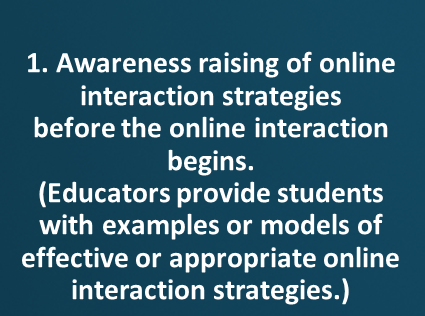 1. Awareness raising of online
interaction strategies
before the online interaction
begins.
(Educators provide students
with examples or models of
effective or appropriate online
interaction strategies.)